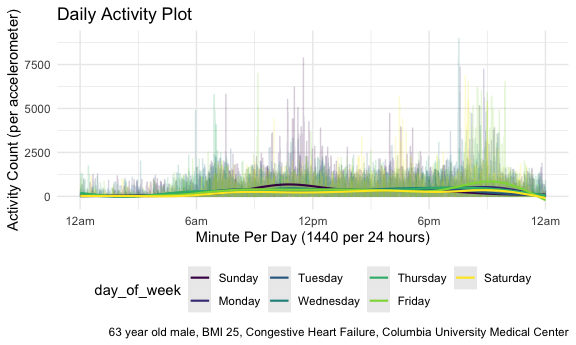 Daily Activity Plot
Activity Count (per accelerometer)
7500
5000
2500
0
12am 6am 12pm 6pm 12am
Minute Per Day (1440 per 24 hours)
day_of_week
Sunday Tuesday Thursday Saturday
Monday Wednesday Friday
63 year old male, BMI 25, Congestive Heart Failure, Columbia University Medical Center